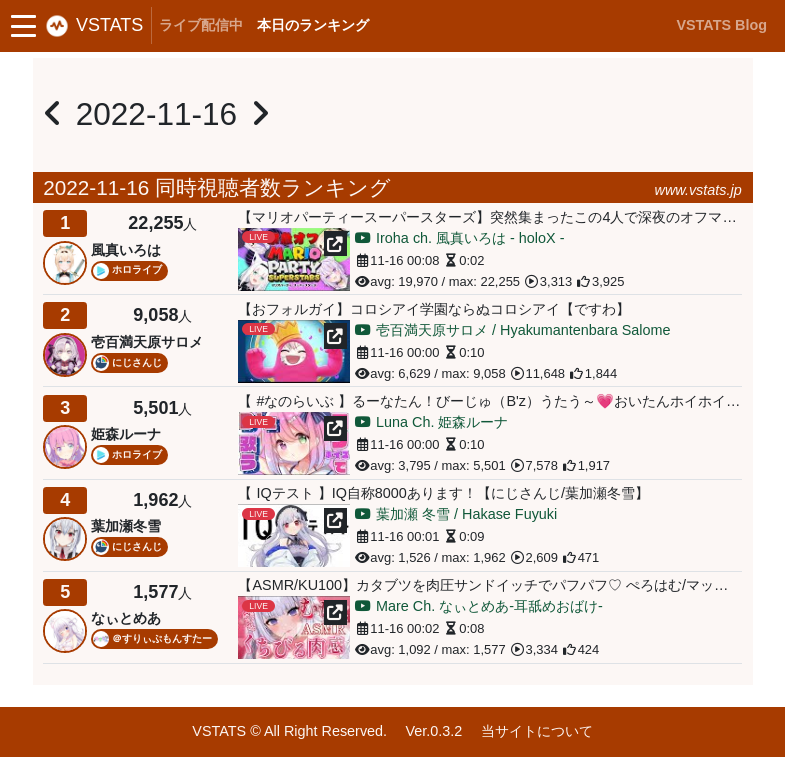 VSTATS ライブ配信中 本日のランキング VSTATS Blog
2022-11-16
2022-11-16 同時視聴者数ランキング www.vstats.jp
1 22,255人
風真いろは
ホロライブ
【マリオパーティースーパースターズ】突然集まったこの4人で深夜のオフマ…
LIVE
MARIO PARTY SUPERSTARS
Iroha ch. 風真いろは - holoX -
11-16 00:08 0:02
avg: 19,970 / max: 22,255 3,313 3,925
2 9,058人
壱百満天原サロメ
にじさんじ
【おフォルガイ】コロシアイ学園ならぬコロシアイ【ですわ】
LIVE
壱百満天原サロメ / Hyakumantenbara Salome
11-16 00:00 0:10
avg: 6,629 / max: 9,058 11,648 1,844
3 5,501人
姫森ルーナ
ホロライブ
【 #なのらいぶ 】るーなたん！びーじゅ（B'z）うたう～💗おいたんホイホイ…
LIVE
Luna Ch. 姫森ルーナ
11-16 00:00 0:10
avg: 3,795 / max: 5,501 7,578 1,917
4 1,962人
葉加瀬冬雪
にじさんじ
【 IQテスト 】IQ自称8000あります！【にじさんじ/葉加瀬冬雪】
LIVE
葉加瀬 冬雪 / Hakase Fuyuki
11-16 00:01 0:09
avg: 1,526 / max: 1,962 2,609 471
5 1,577人
なぃとめあ
＠すりぃぷもんすたー
【ASMR/KU100】カタブツを肉圧サンドイッチでパフパフ♡ ぺろはむ/マッ…
LIVE
ASMR
Mare Ch. なぃとめあ-耳舐めおばけ-
11-16 00:02 0:08
avg: 1,092 / max: 1,577 3,334 424
VSTATS © All Right Reserved. Ver.0.3.2 当サイトについて